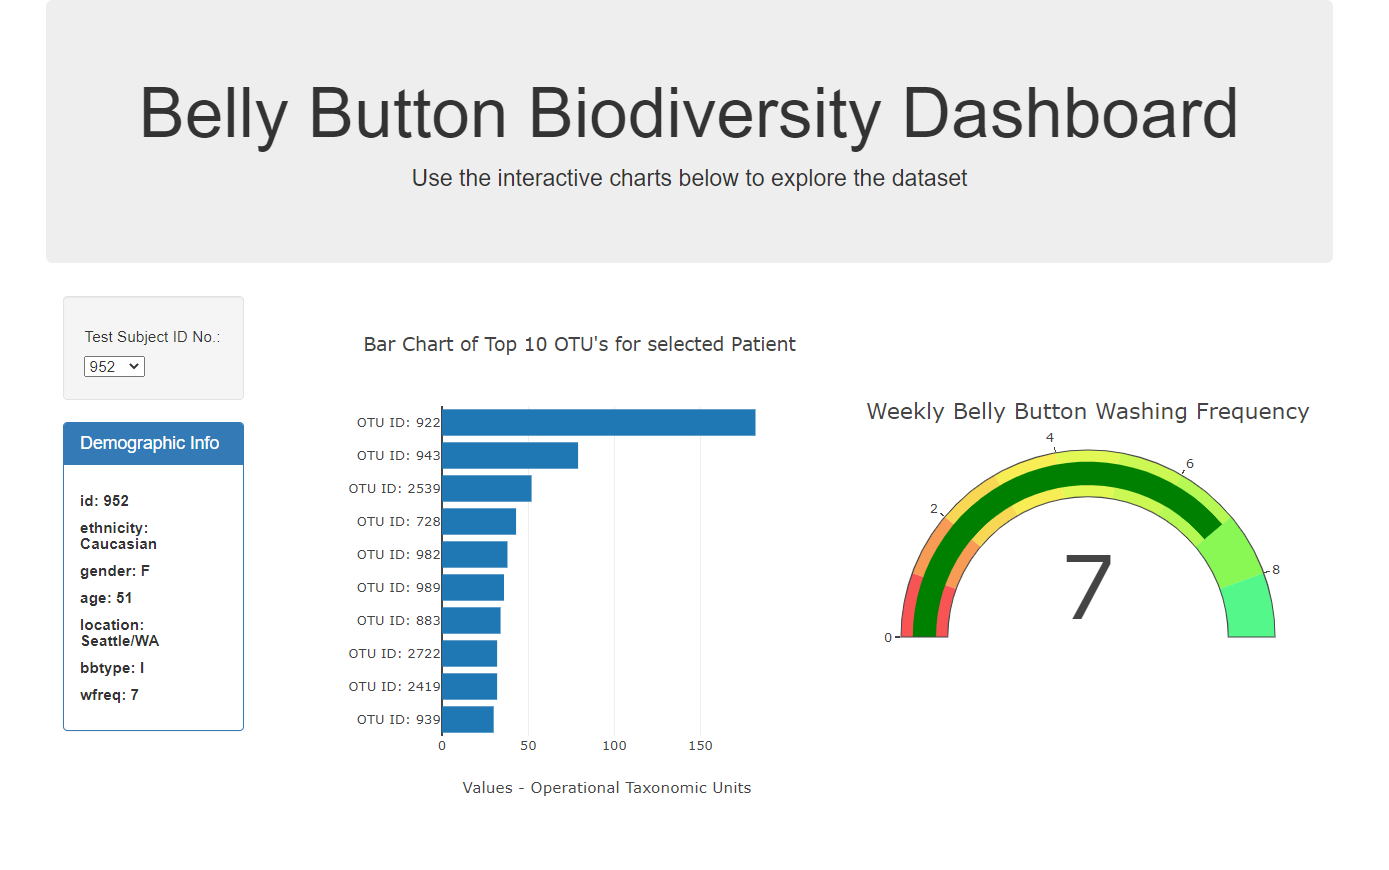 Belly Button Biodiversity Dashboard
Use the interactive charts below to explore the dataset
Test Subject ID No.:
952
Demographic Info
id: 952
ethnicity:
Caucasian
gender: F
age: 51
location:
Seattle/WA
bbtype: I
wfreq: 7
Bar Chart of Top 10 OTU's for selected Patient
OTU ID: 922
OTU ID: 943
OTU ID: 2539
OTU ID: 728
OTU ID: 982
OTU ID: 989
OTU ID: 883
OTU ID: 2722
OTU ID: 2419
OTU ID: 939
0 50 100 150
Values - Operational Taxonomic Units
Weekly Belly Button Washing Frequency
0
2
4
6
8
7